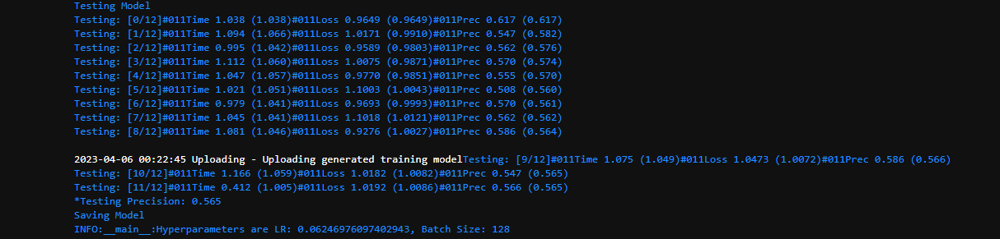 Testing Model
Testing: [0/12]#011Time 1.038 (1.038)#011Loss 0.9649 (0.9649)#011Prec 0.617 (0.617)
Testing: [1/12]#011Time 1.094 (1.066)#011Loss 1.0171 (0.9910)#011Prec 0.547 (0.582)
Testing: [2/12]#011Time 0.995 (1.042)#011Loss 0.9589 (0.9803)#011Prec 0.562 (0.576)
Testing: [3/12]#011Time 1.112 (1.060)#011Loss 1.0075 (0.9871)#011Prec 0.570 (0.574)
Testing: [4/12]#011Time 1.047 (1.057)#011Loss 0.9770 (0.9851)#011Prec 0.555 (0.570)
Testing: [5/12]#011Time 1.021 (1.051)#011Loss 1.1003 (1.0043)#011Prec 0.508 (0.560)
Testing: [6/12]#011Time 0.979 (1.041)#011Loss 0.9693 (0.9993)#011Prec 0.570 (0.561)
Testing: [7/12]#011Time 1.045 (1.041)#011Loss 1.1018 (1.0121)#011Prec 0.562 (0.562)
Testing: [8/12]#011Time 1.081 (1.046)#011Loss 0.9276 (1.0027)#011Prec 0.586 (0.564)
2023-04-06 00:22:45 Uploading - Uploading generated training modelTesting: [9/12]#011Time 1.075 (1.049)#011Loss 1.0473 (1.0072)#011Prec 0.586 (0.566)
Testing: [10/12]#011Time 1.166 (1.059)#011Loss 1.0182 (1.0082)#011Prec 0.547 (0.565)
Testing: [11/12]#011Time 0.412 (1.005)#011Loss 1.0192 (1.0086)#011Prec 0.566 (0.565)
*Testing Precision: 0.565
Saving Model
INFO:__main__:Hyperparameters are LR: 0.06246976097402943, Batch Size: 128